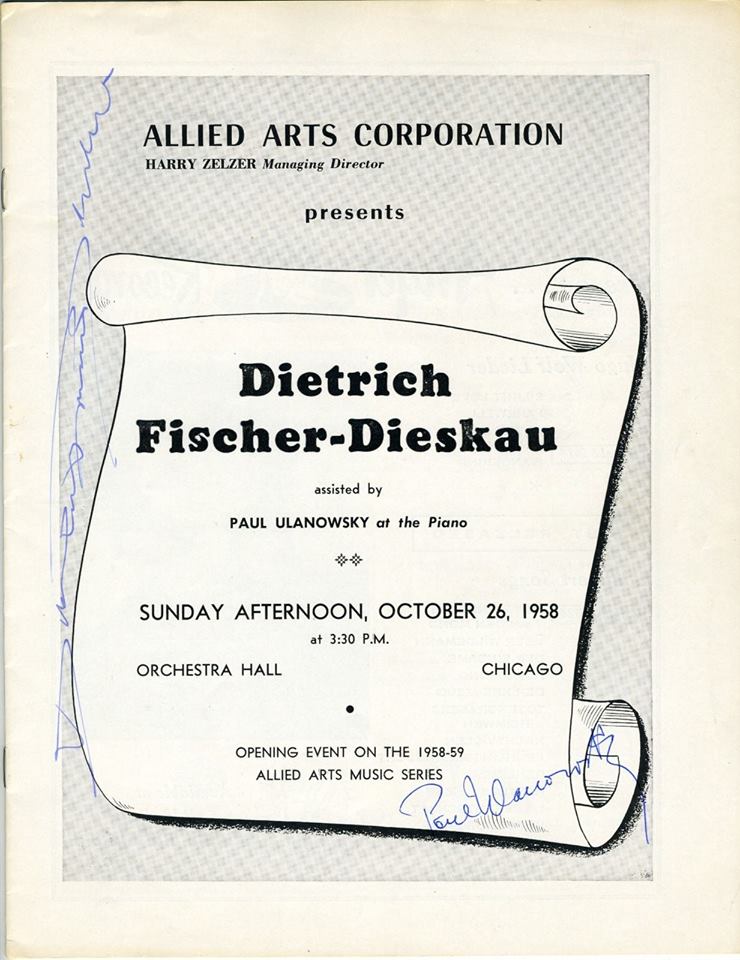 ALLIED ARTS CORPORATION
HARRY ZELZER Managing Director
presents
Dietrich
Fischer-Dieskau
assisted by
PAUL ULANOWSKY at the Piano
SUNDAY AFTERNOON, OCTOBER 26, 1958
at 3:30 P.M.
ORCHESTRA HALL CHICAGO
OPENING EVENT ON THE 1958-59
ALLIED ARTS MUSIC SERIES
Paul Ulanowsky